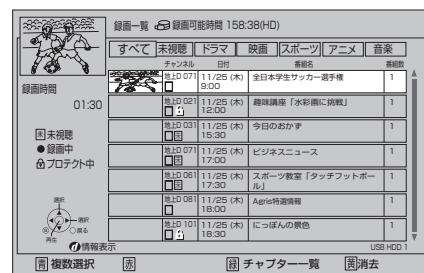 録画一覧 録画可能時間 158:38(HD)
すべて 未視聴 ドラマ 映画 スポーツ アニメ 音楽
チャンネル 日付 番組名 番組数
地上D 071 11/25 (木) 9:00 全日本学生サッカー選手権 1
録画時間
01:30
地上D 021 11/25 (木) 12:00 趣味講座「水彩画に挑戦」 1
地上D 031 11/25 (木) 15:30 今日のおかず 1
未 未視聴
●録画中
プロテクト中
地上D 071 11/25 (木) 17:00 ビジネスニュース 1
地上D 061 11/25 (木) 17:30 スポーツ教室「タッチフットボール」 1
地上D 081 11/25 (木) 18:00 Agris特選情報 1
地上D 101 11/25 (木) 18:30 にっぽんの景色 1
選択
選択
戻る
再生
情報表示
USB HDD 1
青 複数選択 赤 緑 チャプター一覧 黄 消去